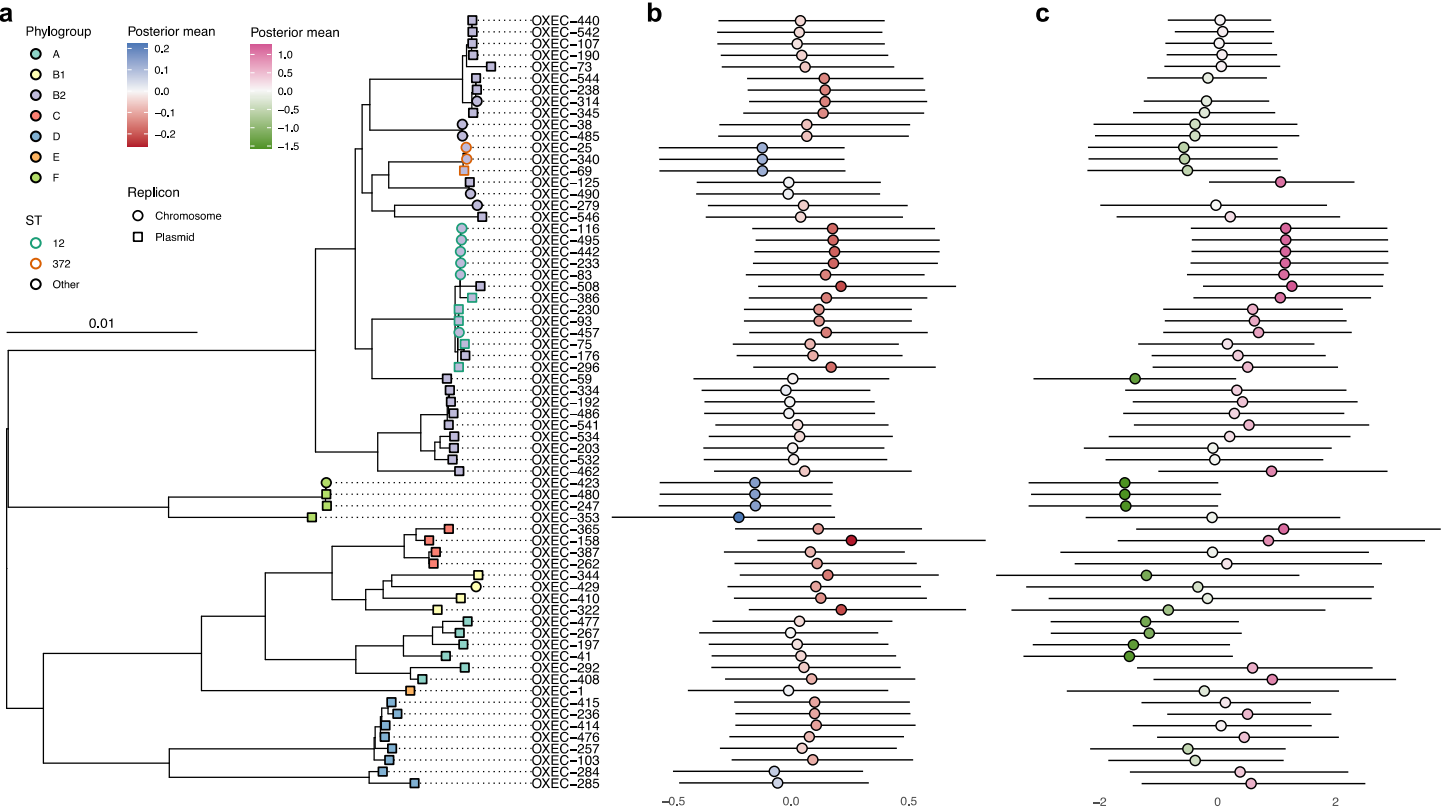 a
b
c
Phylogroup
A
B1
B2
C
D
E
F
ST
12
372
Other
Posterior mean
0.2
0.1
0.0
−0.1
−0.2
Posterior mean
1.0
0.5
0.0
−0.5
−1.0
−1.5
Replicon
Chromosome
Plasmid
0.01
OXEC−440
OXEC−542
OXEC−107
OXEC−190
OXEC−73
OXEC−544
OXEC−238
OXEC−314
OXEC−345
OXEC−38
OXEC−485
OXEC−25
OXEC−340
OXEC−69
OXEC−125
OXEC−490
OXEC−279
OXEC−546
OXEC−116
OXEC−495
OXEC−442
OXEC−233
OXEC−83
OXEC−508
OXEC−386
OXEC−230
OXEC−93
OXEC−457
OXEC−75
OXEC−176
OXEC−296
OXEC−59
OXEC−334
OXEC−192
OXEC−486
OXEC−541
OXEC−534
OXEC−203
OXEC−532
OXEC−462
OXEC−423
OXEC−480
OXEC−247
OXEC−353
OXEC−365
OXEC−158
OXEC−387
OXEC−262
OXEC−344
OXEC−429
OXEC−410
OXEC−322
OXEC−477
OXEC−267
OXEC−197
OXEC−41
OXEC−292
OXEC−408
OXEC−1
OXEC−415
OXEC−236
OXEC−414
OXEC−476
OXEC−257
OXEC−103
OXEC−284
OXEC−285
−0.5 0.0 0.5
−2 0 2